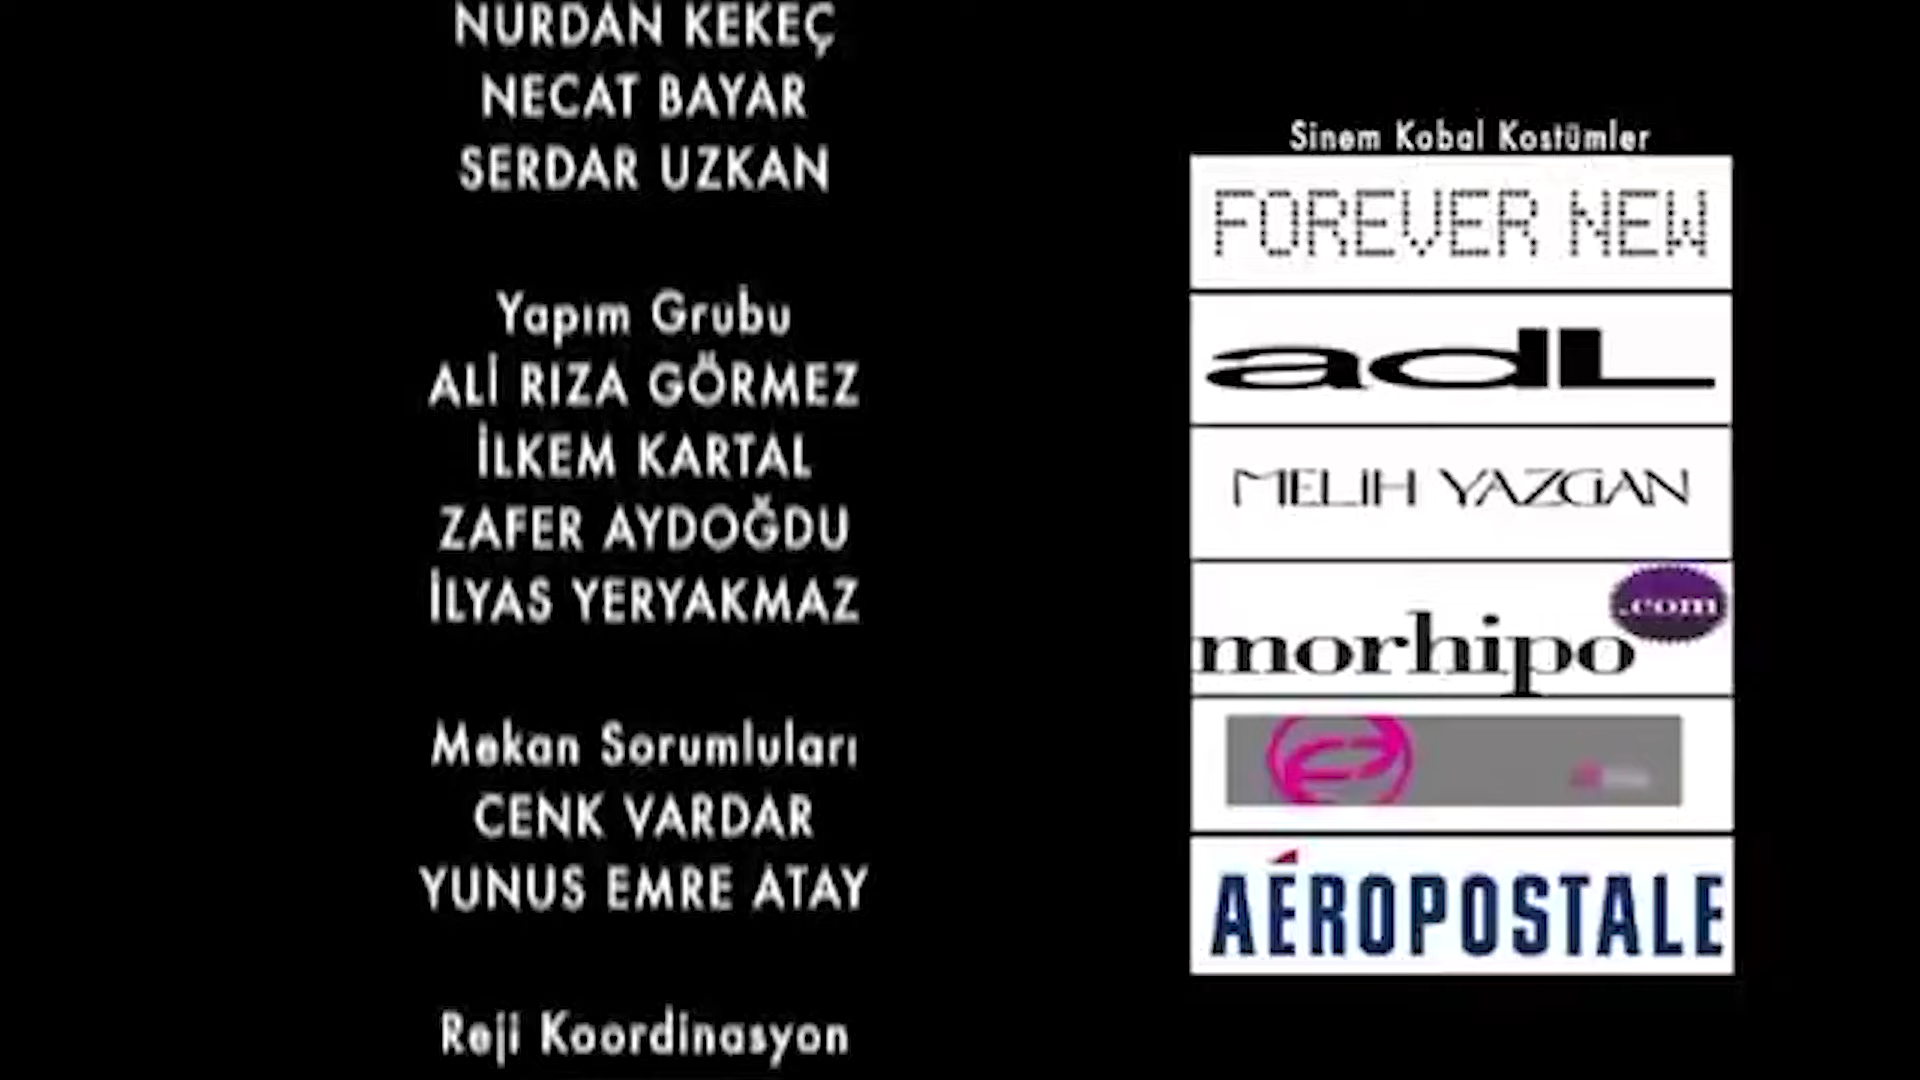 NURDAN KEKEÇ
NECAT BAYAR
SERDAR UZKAN
Yapım Grubu
ALİ RIZA GÖRMEZ
İLKEM KARTAL
ZAFER AYDOĞDU
İLYAS YERYAKMAZ
Mekan Sorumluları
CENK VARDAR
YUNUS EMRE ATAY
Reji Koordinasyon
Sinem Kobal Kostümler
FOREVER NEW
adL
MELIH YAZGAN
morhipo.com
AÉROPOSTALE